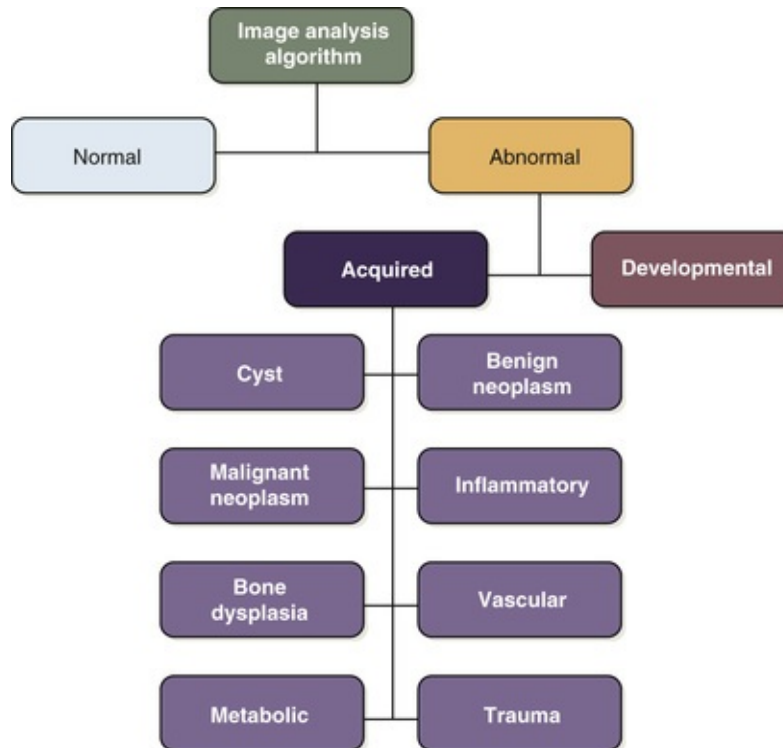 Image analysis
algorithm
Normal
Abnormal
Acquired
Developmental
Cyst
Benign
neoplasm
Malignant
neoplasm
Inflammatory
Bone
dysplasia
Vascular
Metabolic
Trauma